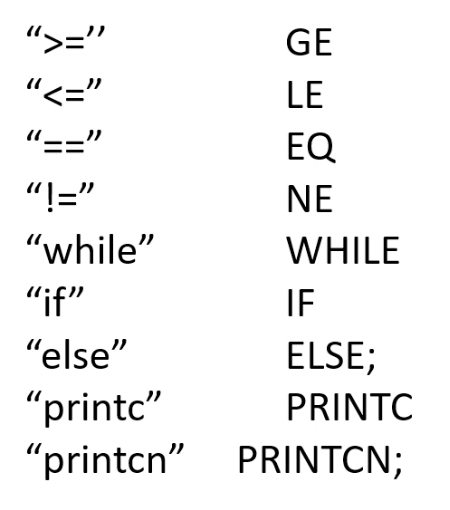 “>=’’ GE
“<=” LE
“==” EQ
“!=” NE
“while” WHILE
“if” IF
“else” ELSE;
“printc” PRINTC
“printcn” PRINTCN;